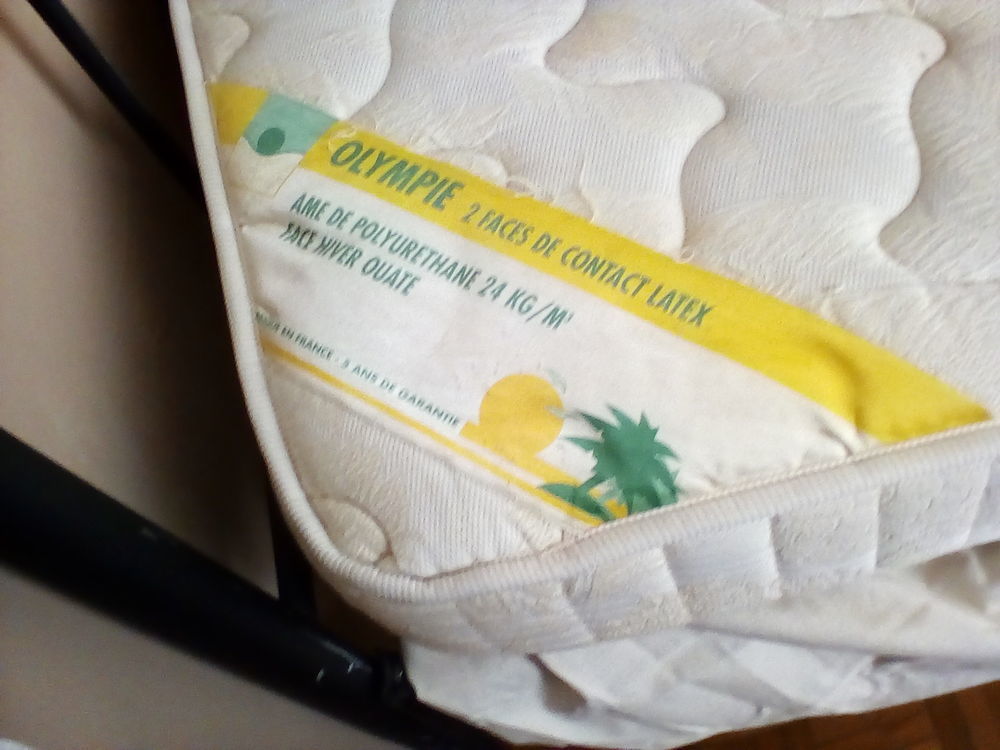 OLYMPIE 2 FACES DE CONTACT LATEX
AME DE POLYURETHANE 24 KG/M³
FACE HIVER OUATE
MADE EN FRANCE - 5 ANS DE GARANTIE